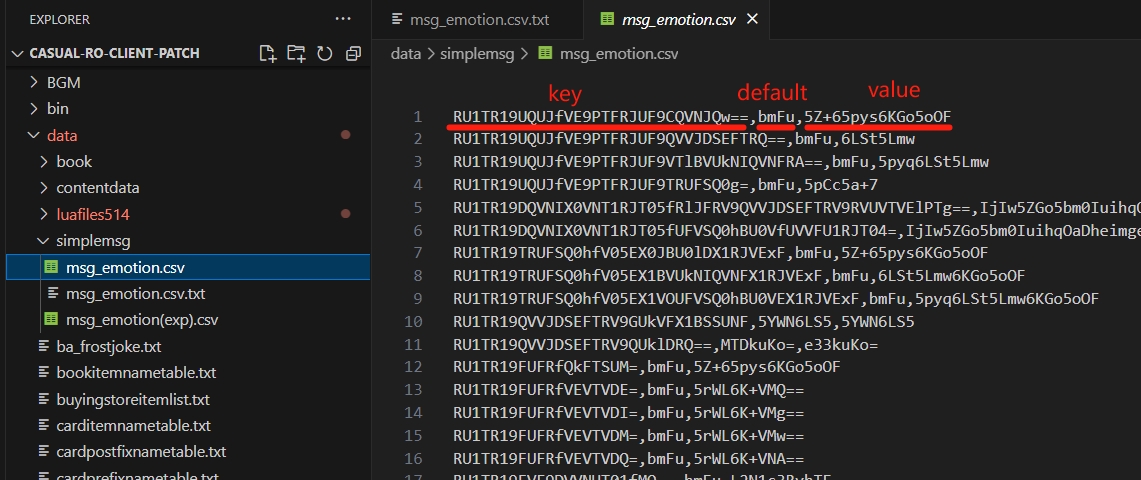 EXPLORER
CASUAL-RO-CLIENT-PATCH
BGM
bin
data
book
contentdata
luafiles514
simplemsg
msg_emotion.csv
msg_emotion.csv.txt
msg_emotion(exp).csv
ba_frostjoke.txt
bookitemnametable.txt
buyingstoreitemlist.txt
carditemnametable.txt
cardpostfixnametable.txt
cardprefixnametable.txt
msg_emotion.csv.txt
msg_emotion.csv
data > simplemsg > msg_emotion.csv
key default value
1 RU1TR19UQUJfVE9PTFRJUF9CQVNJQw==,bmFu,5Z+65pys6KGo5oOF
2 RU1TR19UQUJfVE9PTFRJUF9QVVJDSEFTRQ==,bmFu,6LSt5Lmw
3 RU1TR19UQUJfVE9PTFRJUF9VTlBVUkNIQVNFRA==,bmFu,5pyq6LSt5Lmw
4 RU1TR19UQUJfVE9PTFRJUF9TRUFSQ0g=,bmFu,5pCc5a+7
5 RU1TR19DQVNIX0VNT1RJT05fRlJFRV9QVVJDSEFTRV9RVUVTVElPTg==,IjIw5ZGo5bm0IuihqO
6 RU1TR19DQVNIX0VNT1RJT05fUFVSQ0hBU0VfUVVFU1RJT04=,IjIw5ZGo5bm0IuihqOaDheimge
7 RU1TR19TRUFSQ0hfV05EX0JBU0lDX1RJVExF,bmFu,5Z+65pys6KGo5oOF
8 RU1TR19TRUFSQ0hfV05EX1BVUkNIQVNFX1RJVExF,bmFu,6LSt5Lmw6KGo5oOF
9 RU1TR19TRUFSQ0hfV05EX1VOUFVSQ0hBU0VEX1RJVExF,bmFu,5pyq6LSt5Lmw6KGo5oOF
10 RU1TR19QVVJDSEFTRV9GUkVFX1BSSUNF,5YWN6LS5,5YWN6LS5
11 RU1TR19QVVJDSEFTRV9QUklDRQ==,MTDkuKo=,e33kuKo=
12 RU1TR19FUFRfQkFTSUM=,bmFu,5Z+65pys6KGo5oOF
13 RU1TR19FUFRfVEVTVDE=,bmFu,5rWL6K+VMQ==
14 RU1TR19FUFRfVEVTVDI=,bmFu,5rWL6K+VMg==
15 RU1TR19FUFRfVEVTVDM=,bmFu,5rWL6K+VMw==
16 RU1TR19FUFRfVEVTVDQ=,bmFu,5rWL6K+VNA==
17